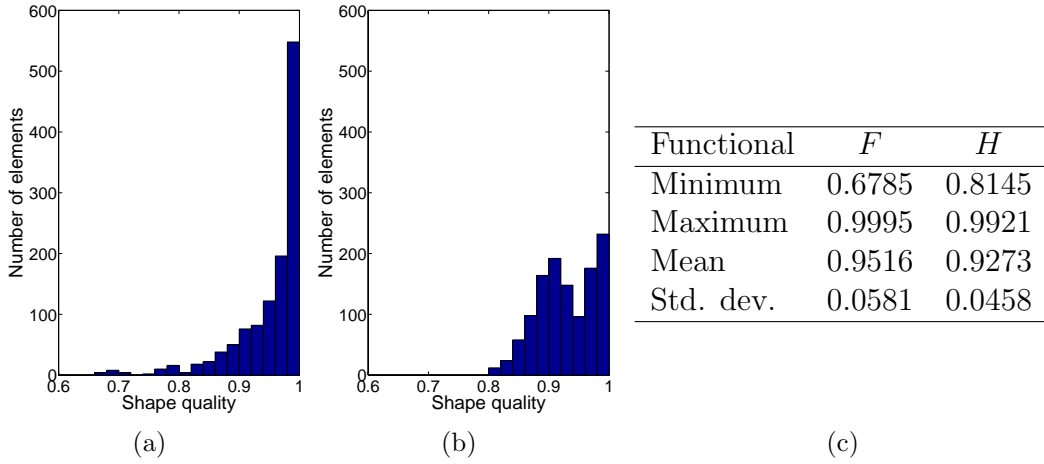 600
500
400
300
200
100
0
0.6 0.7 0.8 0.9 1
Number of elements
Shape quality
(a)
600
500
400
300
200
100
0
0.6 0.7 0.8 0.9 1
Number of elements
Shape quality
(b)
Functional F H
Minimum 0.6785 0.8145
Maximum 0.9995 0.9921
Mean 0.9516 0.9273
Std. dev. 0.0581 0.0458
(c)